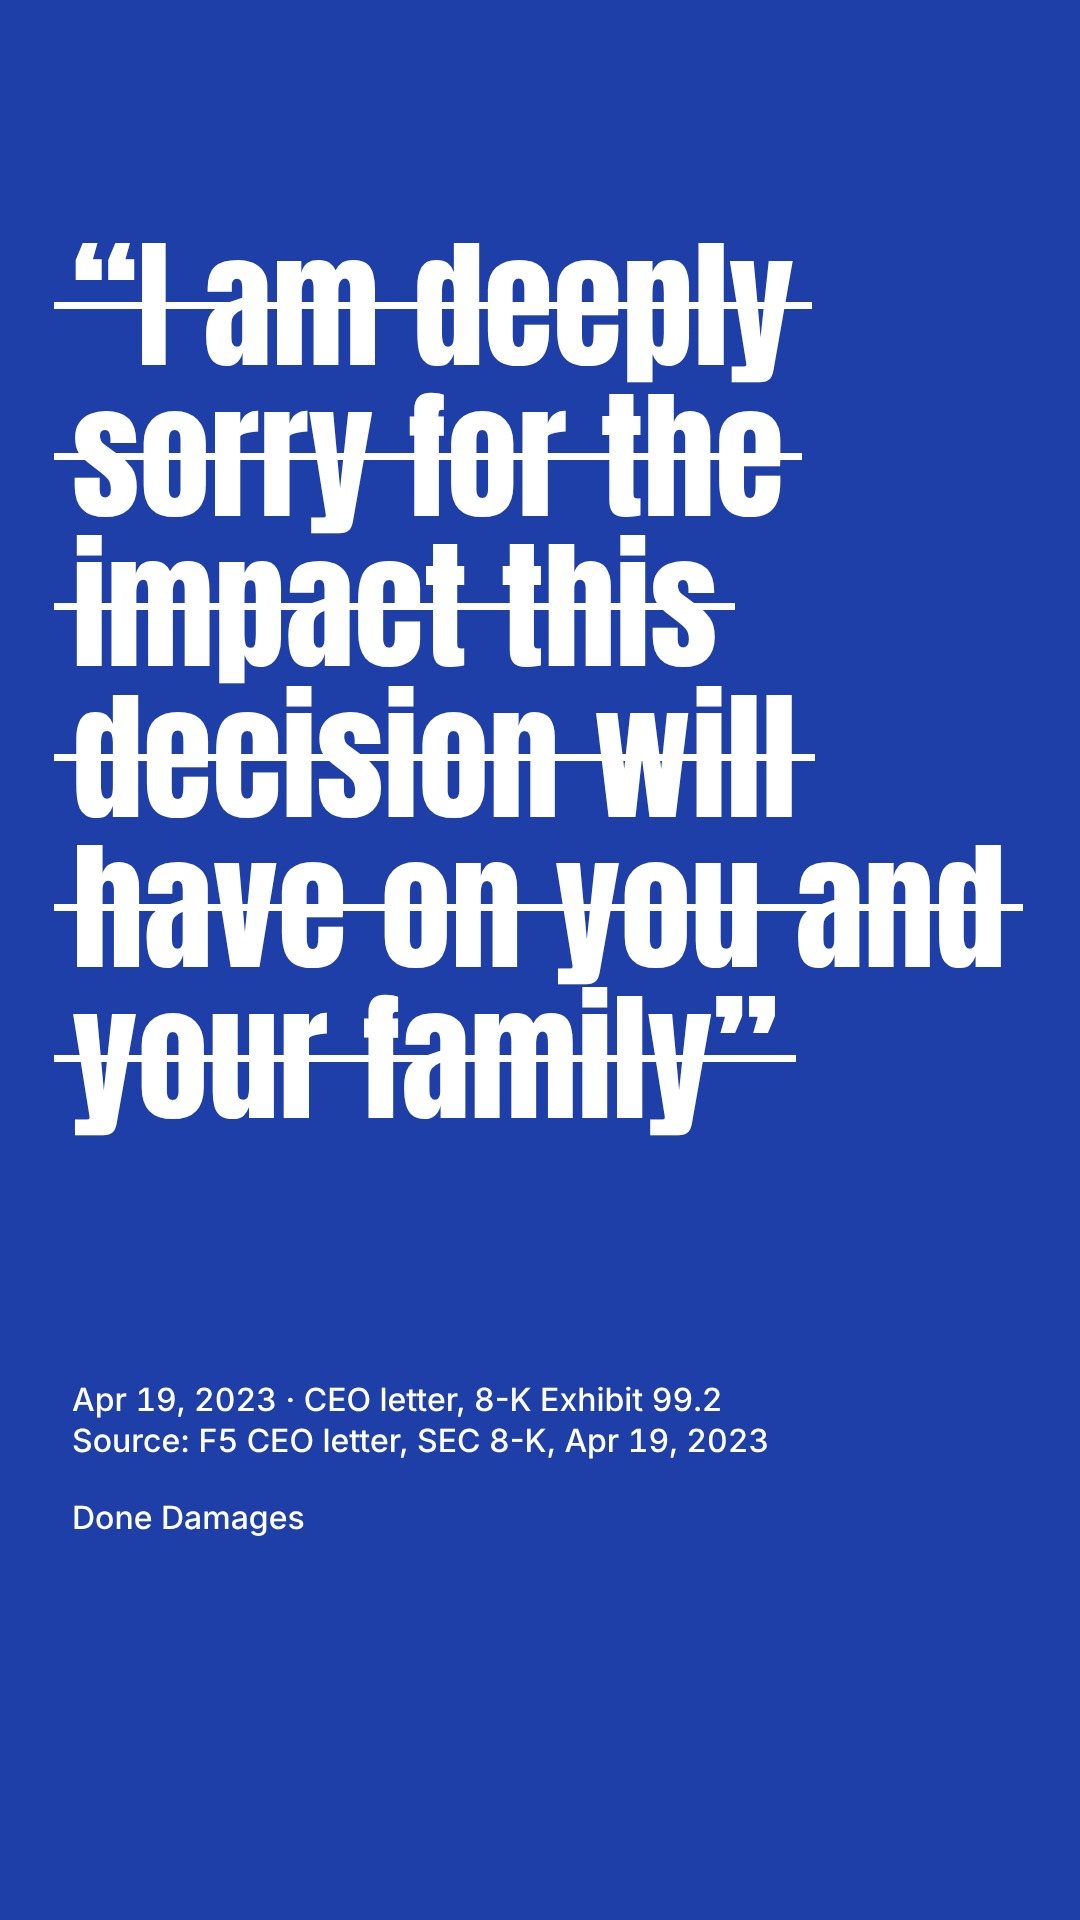 “I am deeply
sorry for the
impact this
decision will
have on you and
your family”
Apr 19, 2023 · CEO letter, 8-K Exhibit 99.2
Source: F5 CEO letter, SEC 8-K, Apr 19, 2023
Done Damages